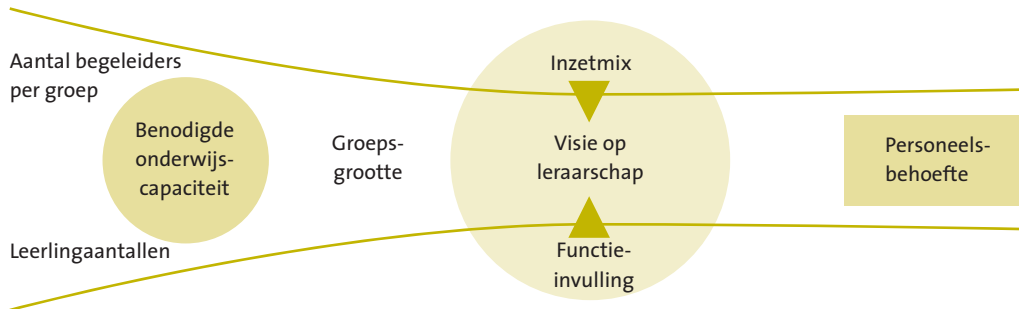 Aantal begeleiders
per groep
Benodigde
onderwijs-
capaciteit
Leerlingaantallen
Groeps-
grootte
Inzetmix
Visie op
leraarschap
Functie-
invulling
Personeels-
behoefte